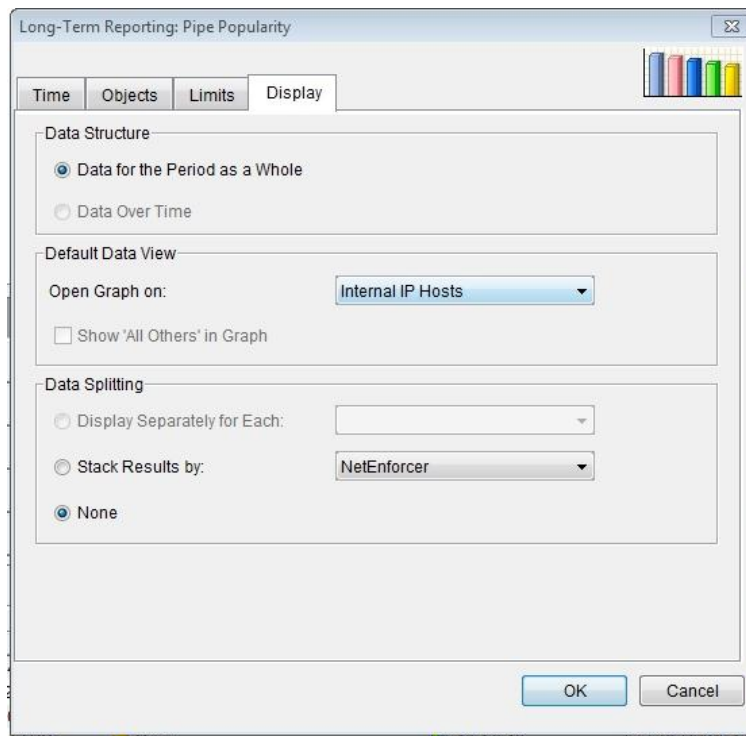 Long-Term Reporting: Pipe Popularity
Time Objects Limits Display
Data Structure
Data for the Period as a Whole
Data Over Time
Default Data View
Open Graph on: Internal IP Hosts
Show 'All Others' in Graph
Data Splitting
Display Separately for Each:
Stack Results by: NetEnforcer
None
OK Cancel